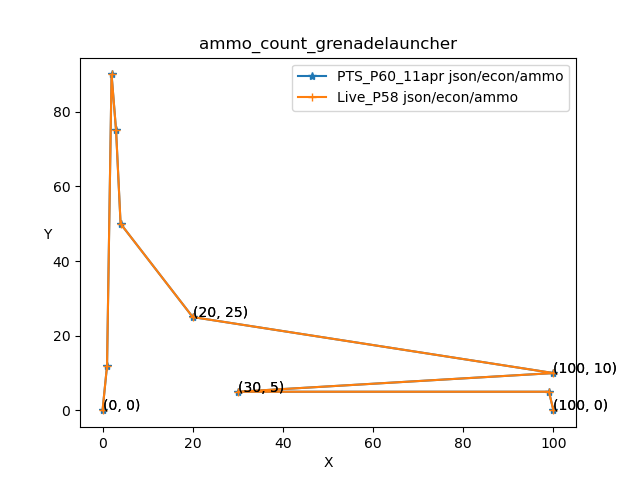 ammo_count_grenadelauncher
PTS_P60_11apr json/econ/ammo
Live_P58 json/econ/ammo
80
60
Y
40
20
0
(20, 25)
(100, 10)
(30, 5)
(0, 0)
(100, 0)
0 20 40 60 80 100
X